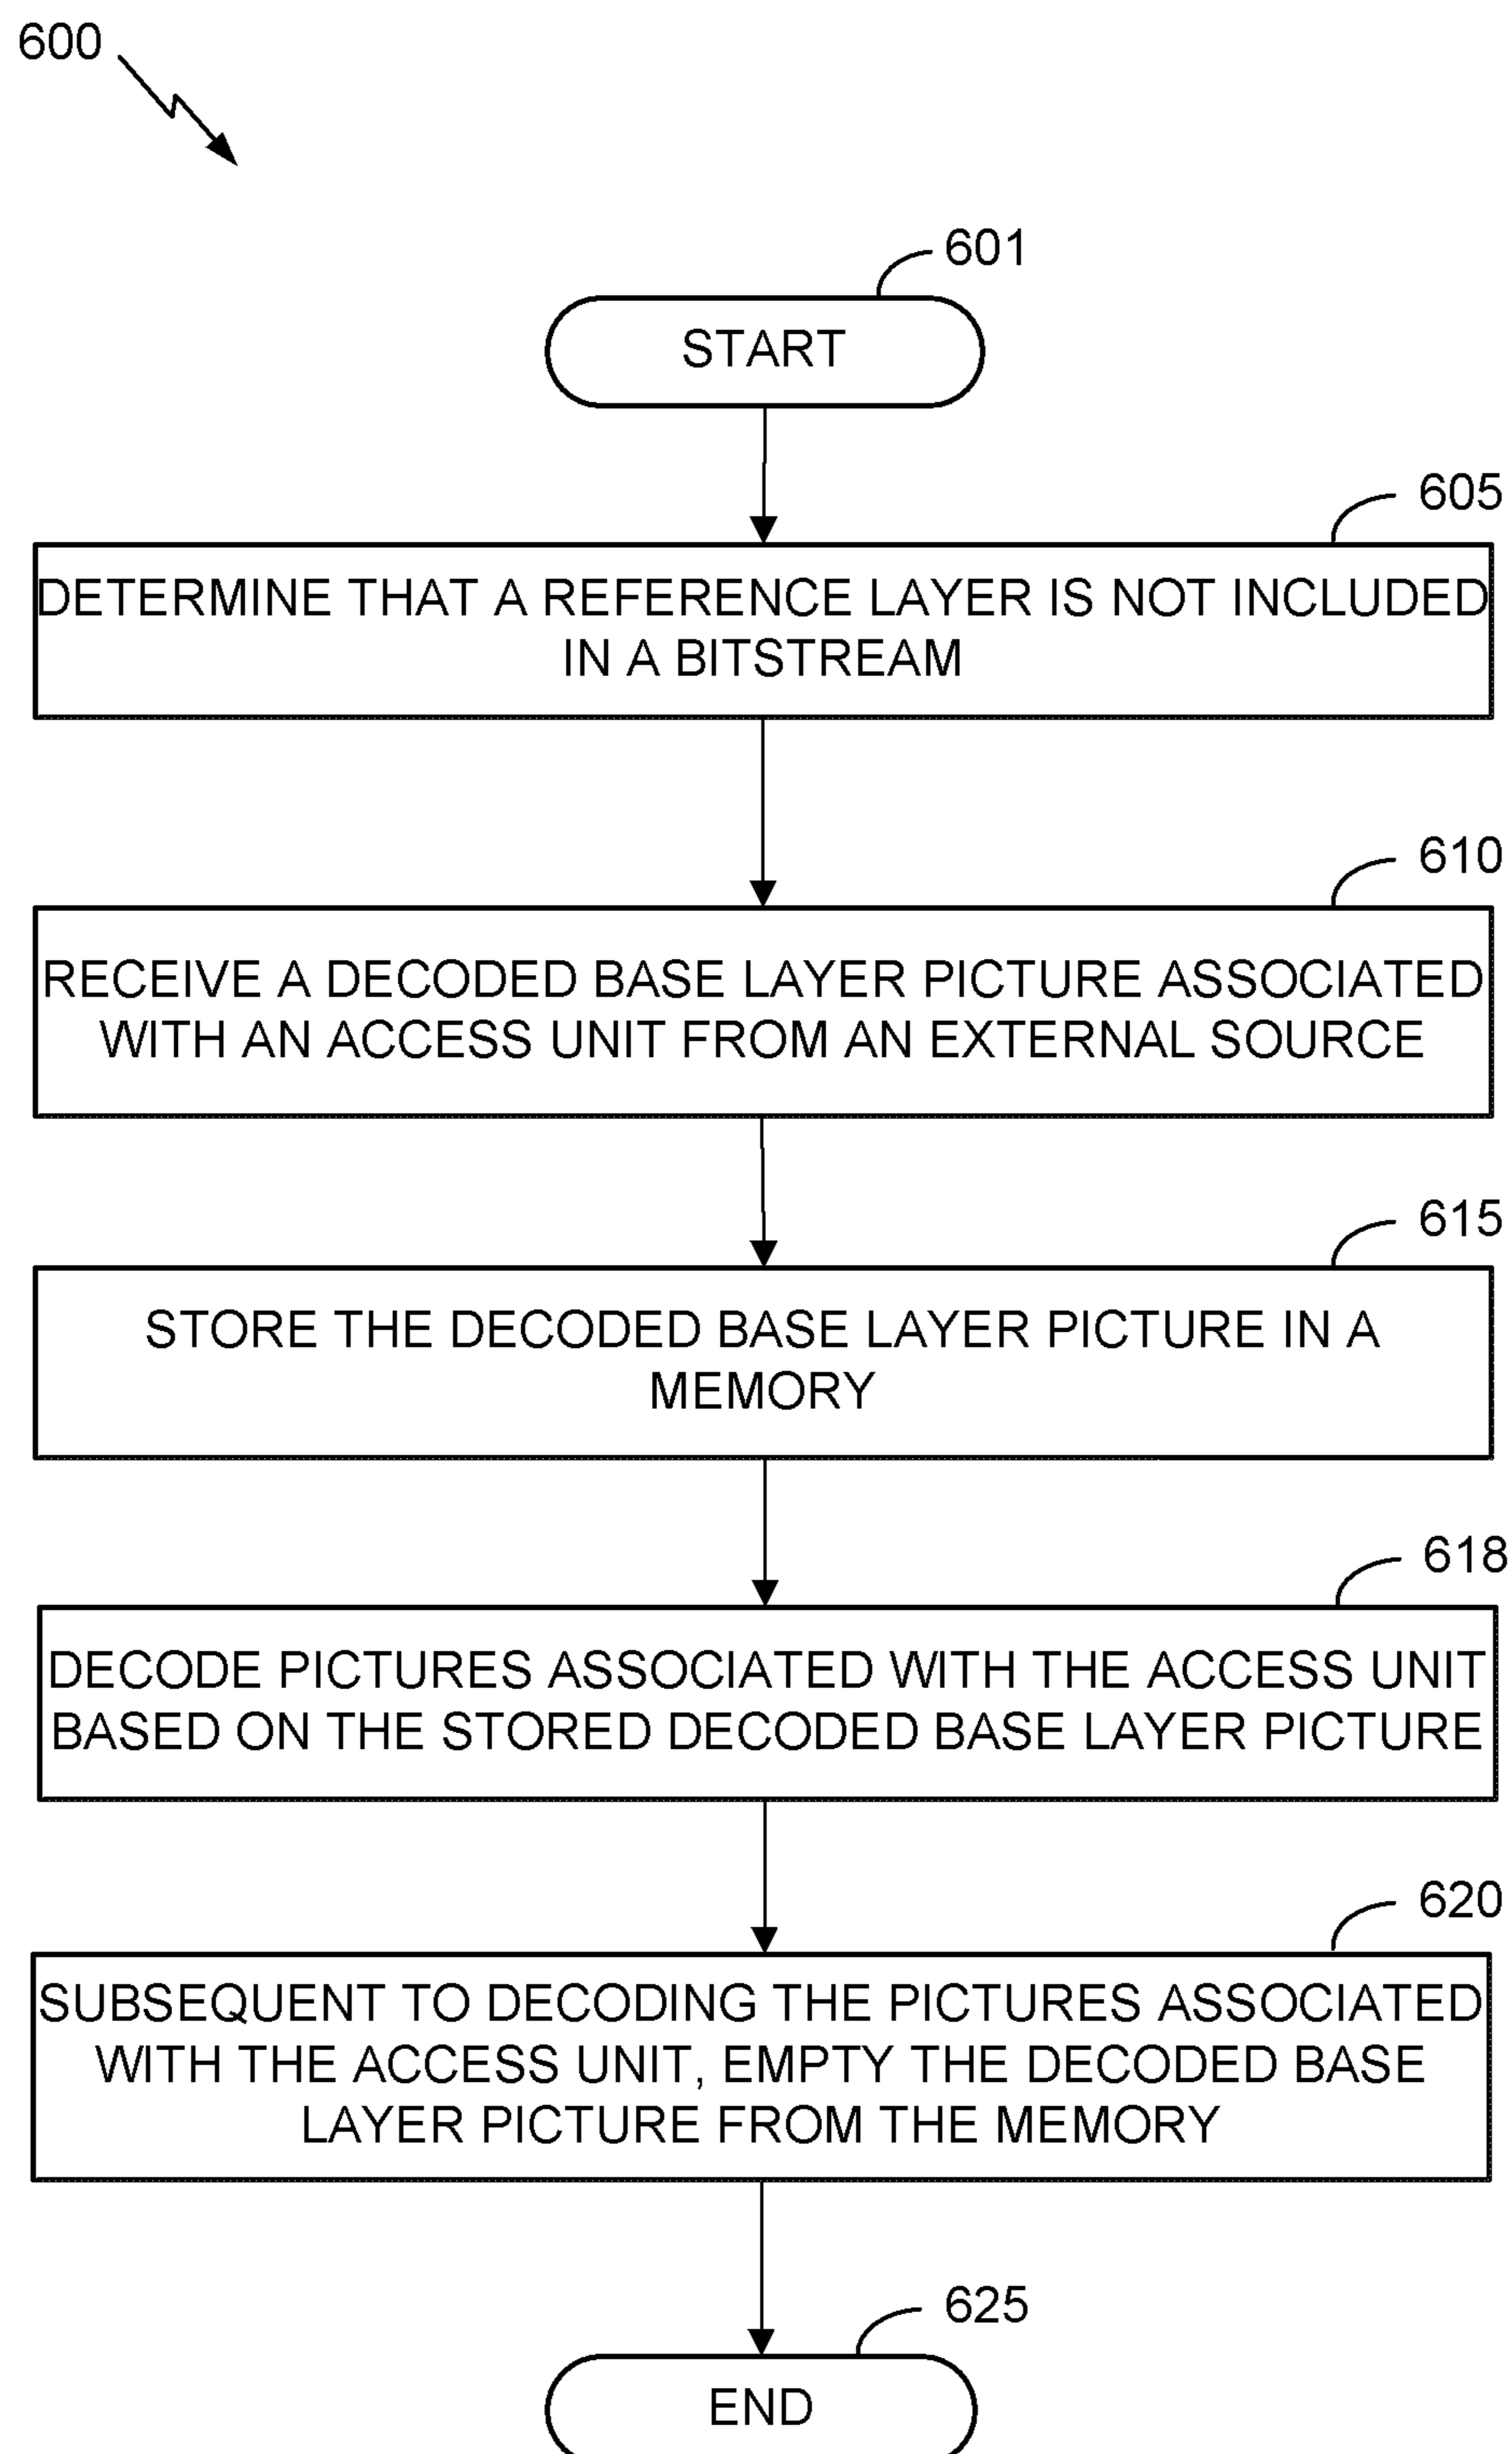 600
601
START
605
DETERMINE THAT A REFERENCE LAYER IS NOT INCLUDED
IN A BITSTREAM
610
RECEIVE A DECODED BASE LAYER PICTURE ASSOCIATED
WITH AN ACCESS UNIT FROM AN EXTERNAL SOURCE
615
STORE THE DECODED BASE LAYER PICTURE IN A
MEMORY
618
DECODE PICTURES ASSOCIATED WITH THE ACCESS UNIT
BASED ON THE STORED DECODED BASE LAYER PICTURE
620
SUBSEQUENT TO DECODING THE PICTURES ASSOCIATED
WITH THE ACCESS UNIT, EMPTY THE DECODED BASE
LAYER PICTURE FROM THE MEMORY
625
END